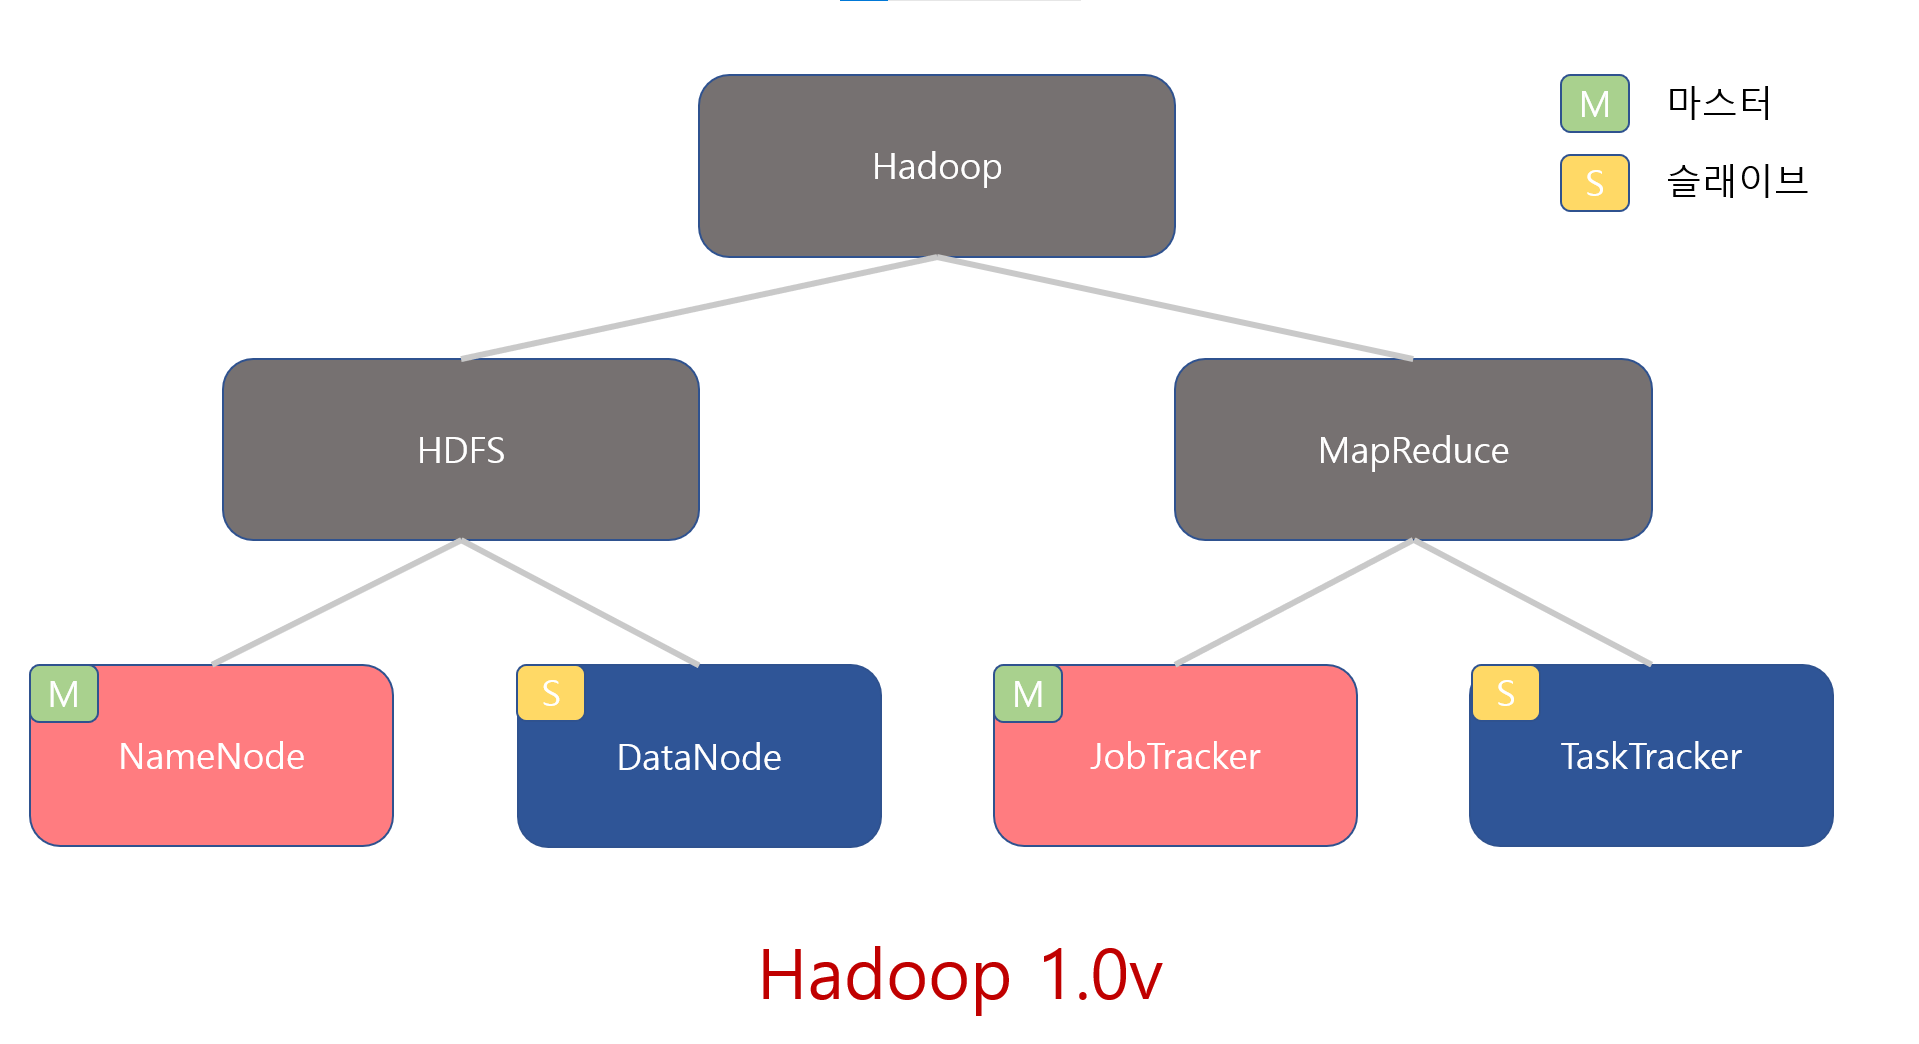 Hadoop
M 마스터
S 슬래이브
HDFS
MapReduce
M
NameNode
S
DataNode
M
JobTracker
S
TaskTracker
Hadoop 1.0v